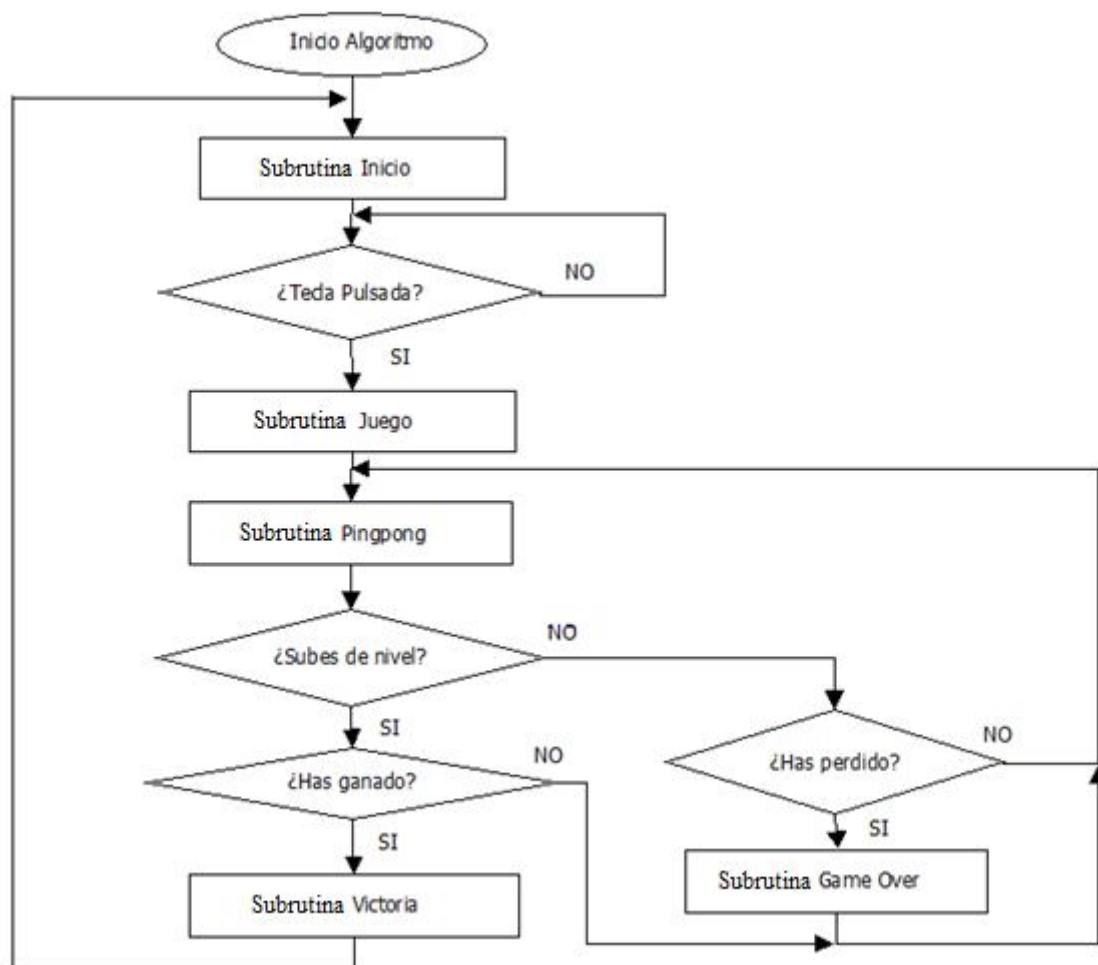 Inicio Algoritmo
Subrutina Inicio
¿Tecla Pulsada?
NO
SI
Subrutina Juego
Subrutina Pingpong
¿Subes de nivel?
NO
SI
¿Has ganado?
NO
¿Has perdido?
NO
SI
SI
Subrutina Victoria
Subrutina Game Over